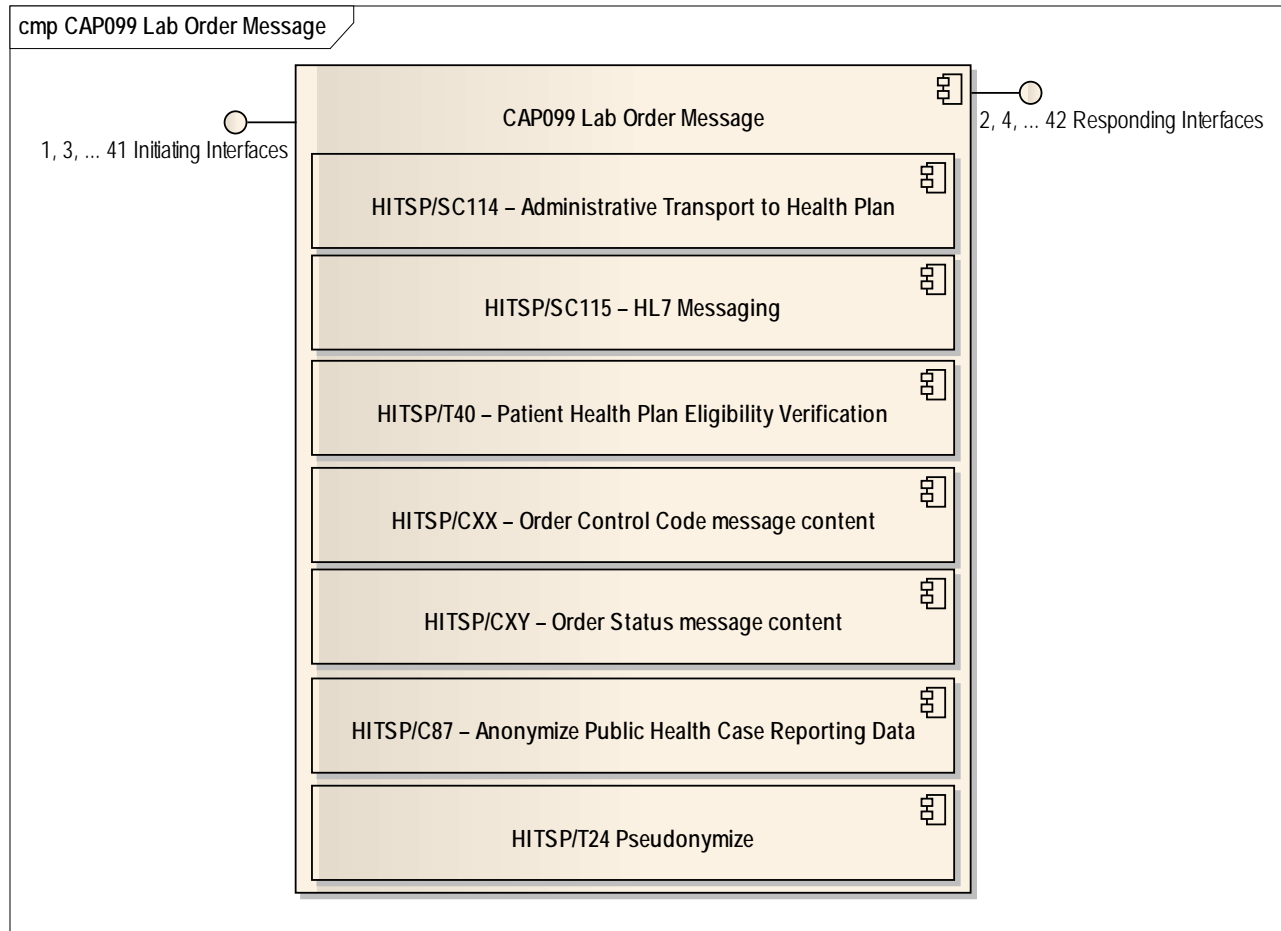 cmp CAP099 Lab Order Message
CAP099 Lab Order Message
1, 3, ... 41 Initiating Interfaces
2, 4, ... 42 Responding Interfaces
HITSP/SC114 – Administrative Transport to Health Plan
HITSP/SC115 – HL7 Messaging
HITSP/T40 – Patient Health Plan Eligibility Verification
HITSP/CXX – Order Control Code message content
HITSP/CXY – Order Status message content
HITSP/C87 – Anonymize Public Health Case Reporting Data
HITSP/T24 Pseudonymize